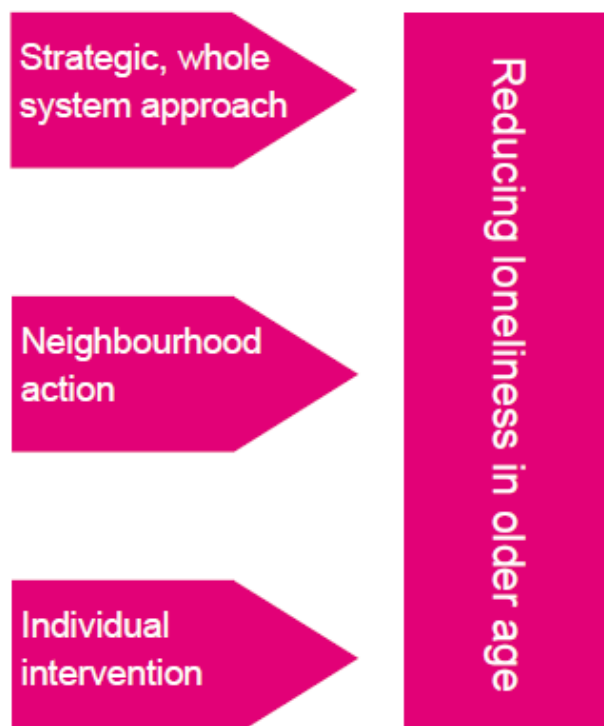 Strategic, whole
system approach
Neighbourhood
action
Individual
intervention
Reducing loneliness in older age